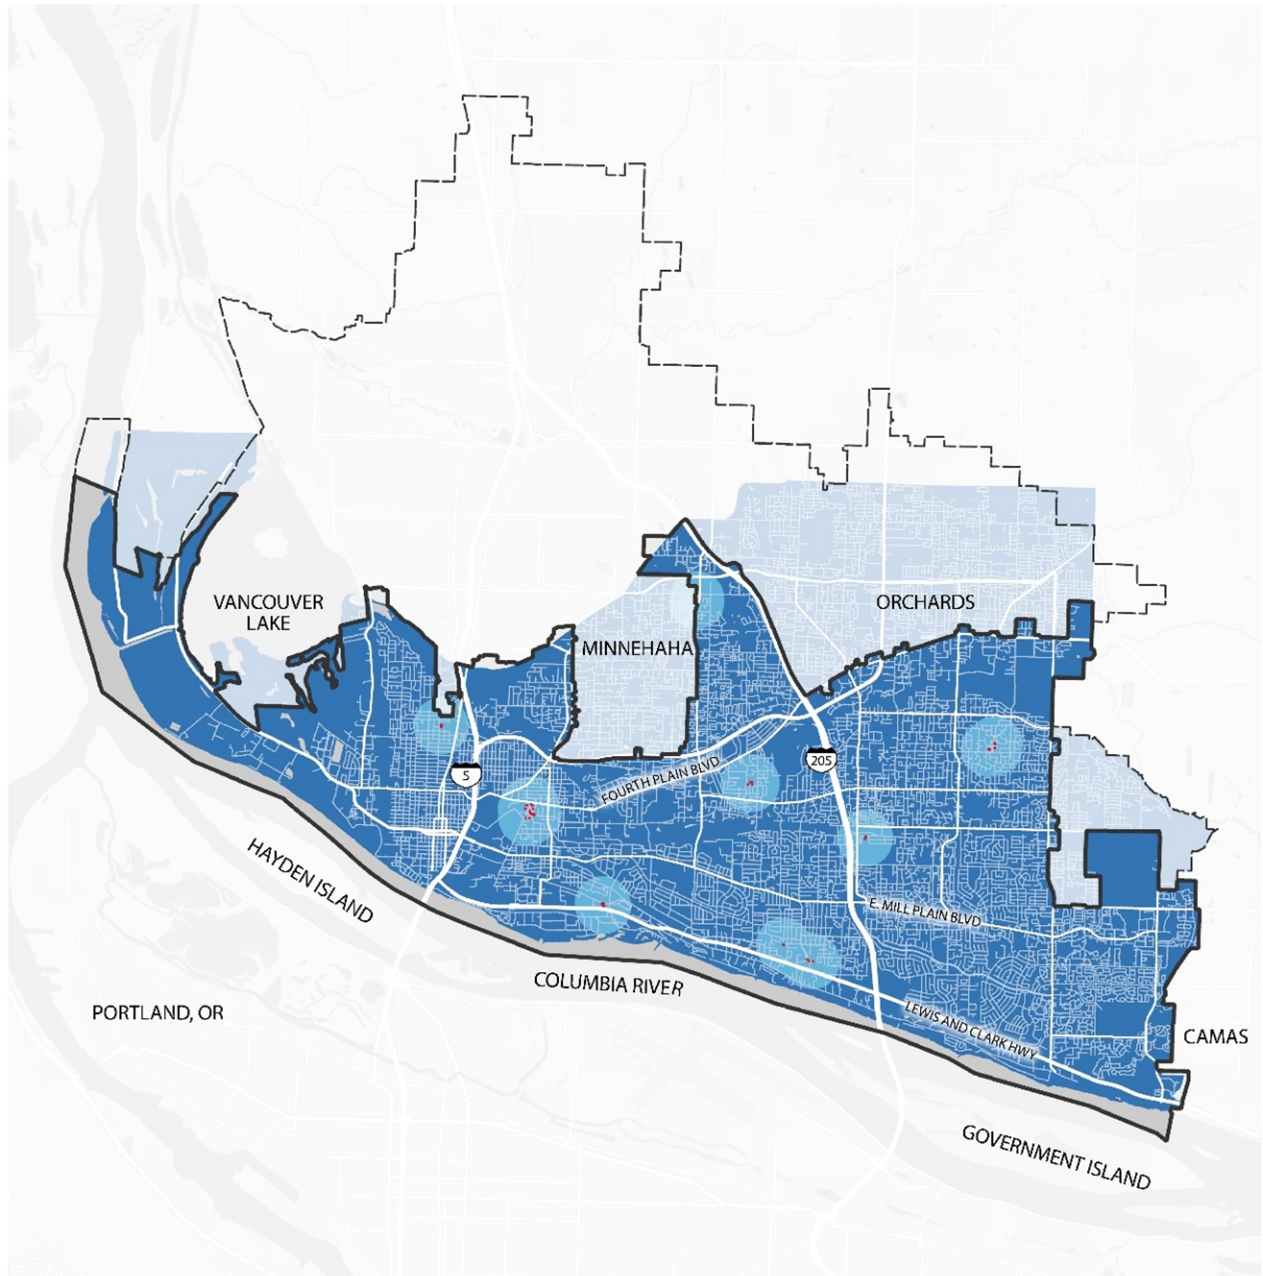 VANCOUVER
LAKE
ORCHARDS
MINNEHAHA
205
5
FOURTH PLAIN BLVD
HAYDEN ISLAND
E. MILL PLAIN BLVD
COLUMBIA RIVER
PORTLAND, OR
LEWIS AND CLARK HWY
CAMAS
GOVERNMENT ISLAND